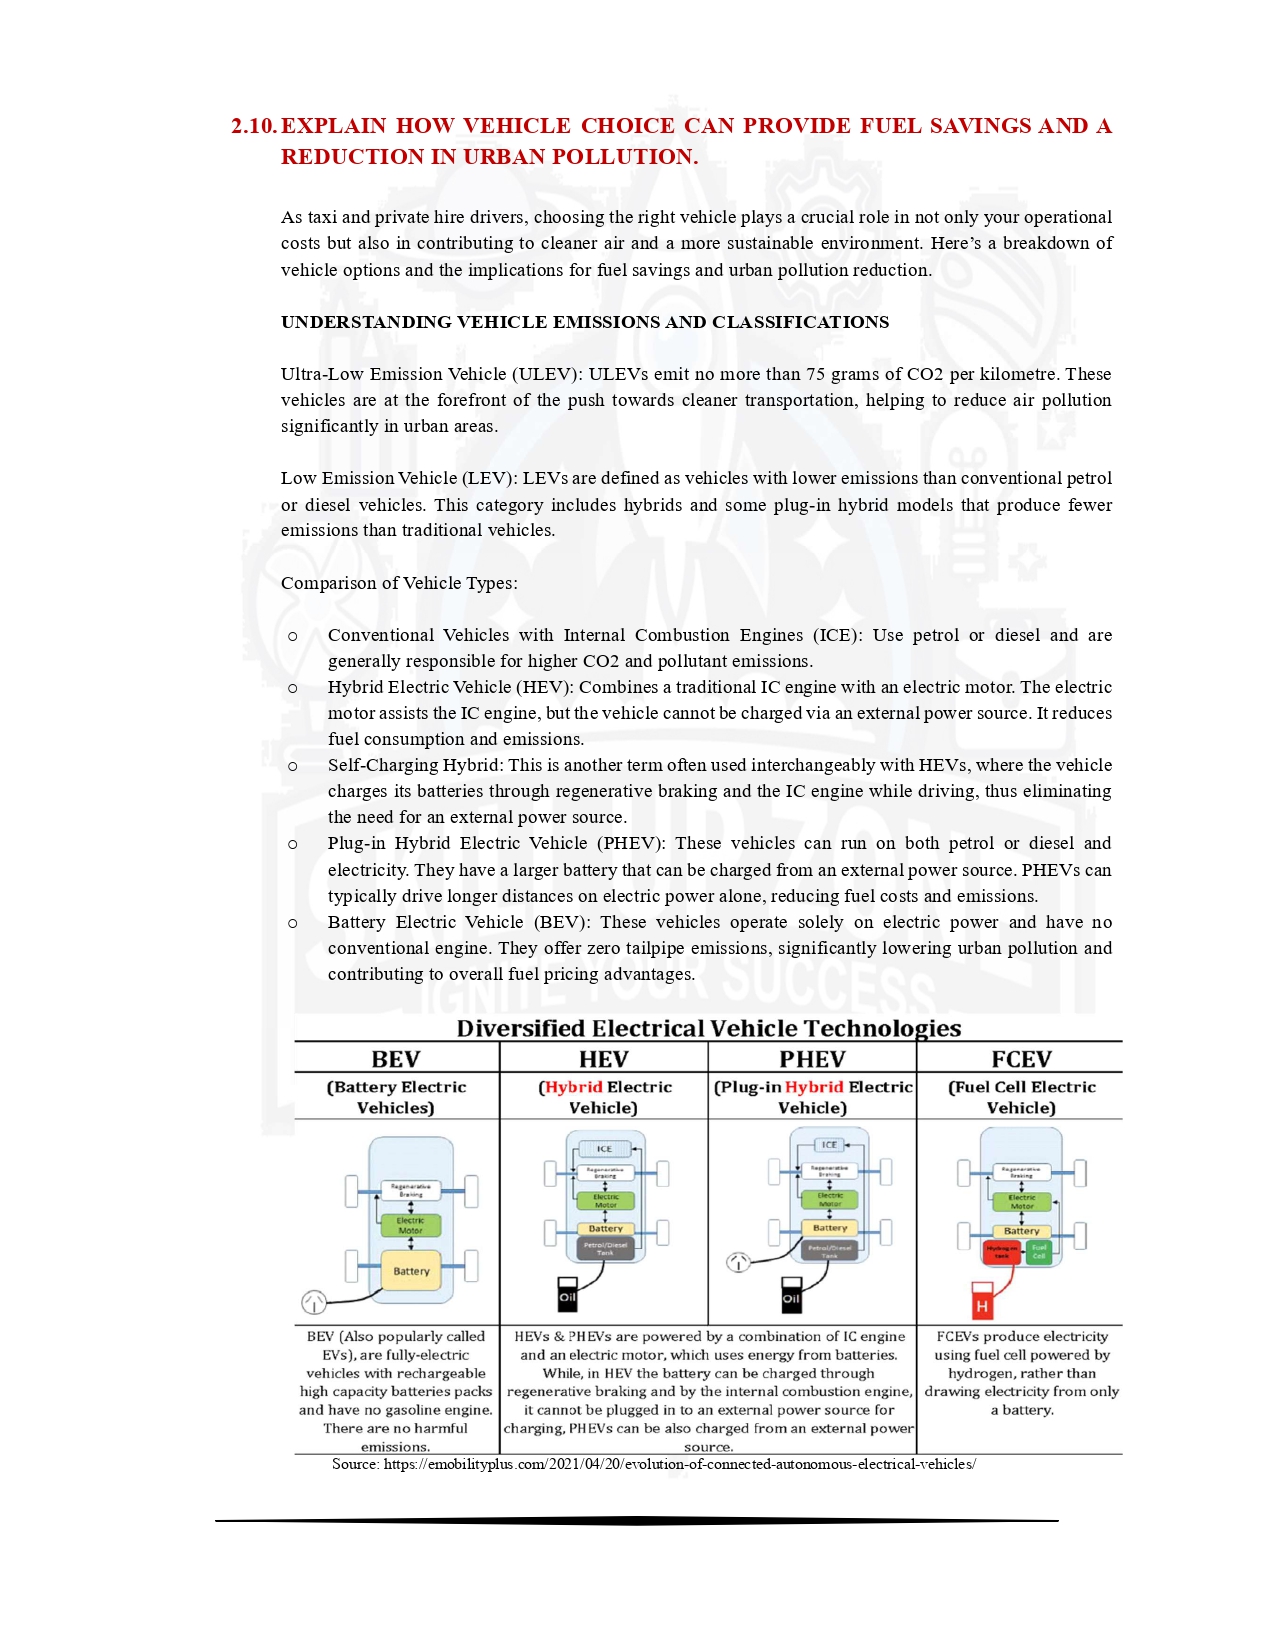 2.10. EXPLAIN HOW VEHICLE CHOICE CAN PROVIDE FUEL SAVINGS AND A
REDUCTION IN URBAN POLLUTION.
As taxi and private hire drivers, choosing the right vehicle plays a crucial role in not only your operational
costs but also in contributing to cleaner air and a more sustainable environment. Here’s a breakdown of
vehicle options and the implications for fuel savings and urban pollution reduction.
UNDERSTANDING VEHICLE EMISSIONS AND CLASSIFICATIONS
Ultra-Low Emission Vehicle (ULEV): ULEVs emit no more than 75 grams of CO2 per kilometre. These
vehicles are at the forefront of the push towards cleaner transportation, helping to reduce air pollution
significantly in urban areas.
Low Emission Vehicle (LEV): LEVs are defined as vehicles with lower emissions than conventional petrol
or diesel vehicles. This category includes hybrids and some plug-in hybrid models that produce fewer
emissions than traditional vehicles.
Comparison of Vehicle Types:
o Conventional Vehicles with Internal Combustion Engines (ICE): Use petrol or diesel and are
generally responsible for higher CO2 and pollutant emissions.
o Hybrid Electric Vehicle (HEV): Combines a traditional IC engine with an electric motor. The electric
motor assists the IC engine, but the vehicle cannot be charged via an external power source. It reduces
fuel consumption and emissions.
o Self-Charging Hybrid: This is another term often used interchangeably with HEVs, where the vehicle
charges its batteries through regenerative braking and the IC engine while driving, thus eliminating
the need for an external power source.
o Plug-in Hybrid Electric Vehicle (PHEV): These vehicles can run on both petrol or diesel and
electricity. They have a larger battery that can be charged from an external power source. PHEVs can
typically drive longer distances on electric power alone, reducing fuel costs and emissions.
o Battery Electric Vehicle (BEV): These vehicles operate solely on electric power and have no
conventional engine. They offer zero tailpipe emissions, significantly lowering urban pollution and
contributing to overall fuel pricing advantages.
IGNITE YOUR SUCCESS
Diversified Electrical Vehicle Technologies
BEV HEV PHEV FCEV
(Battery Electric
Vehicles)
(Hybrid Electric
Vehicle)
(Plug-in Hybrid Electric
Vehicle)
(Fuel Cell Electric
Vehicle)
Regenerative
Braking
Electric
Motor
Battery
ICE
Regenerative
Braking
Electric
Motor
Battery
Petrol/Diesel
Tank
Oil
ICE
Regenerative
Braking
Electric
Motor
Battery
Petrol/Diesel
Tank
Oil
Regenerative
Braking
Electric
Motor
Battery
Hydrogen
tank
Fuel
Cell
H
BEV (Also popularly called
EVs), are fully-electric
vehicles with rechargeable
high capacity batteries packs
and have no gasoline engine.
There are no harmful
emissions.
HEVs & PHEVs are powered by a combination of IC engine
and an electric motor, which uses energy from batteries.
While, in HEV the battery can be charged through
regenerative braking and by the internal combustion engine,
it cannot be plugged in to an external power source for
charging, PHEVs can be also charged from an external power
source.
FCEVs produce electricity
using fuel cell powered by
hydrogen, rather than
drawing electricity from only
a battery.
Source: https://emobilityplus.com/2021/04/20/evolution-of-connected-autonomous-electrical-vehicles/